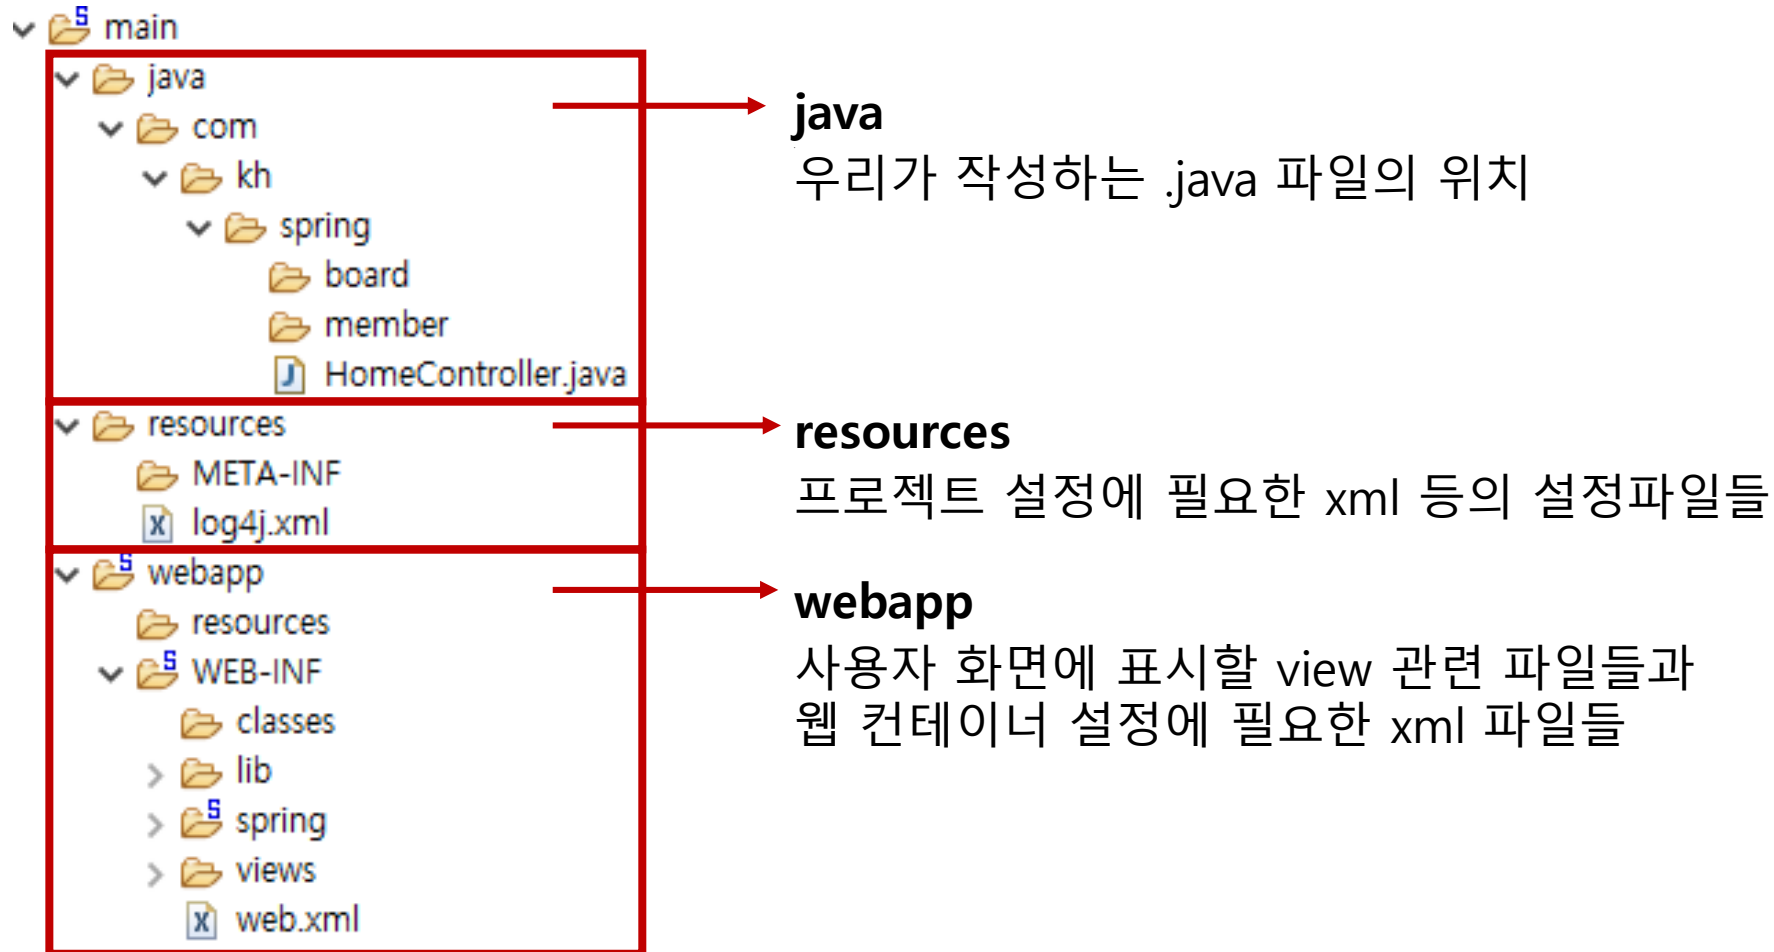 main
java
com
kh
spring
board
member
HomeController.java
resources
META-INF
log4j.xml
webapp
resources
WEB-INF
classes
lib
spring
views
web.xml
java
우리가 작성하는 .java 파일의 위치
resources
프로젝트 설정에 필요한 xml 등의 설정파일들
webapp
사용자 화면에 표시할 view 관련 파일들과
웹 컨테이너 설정에 필요한 xml 파일들